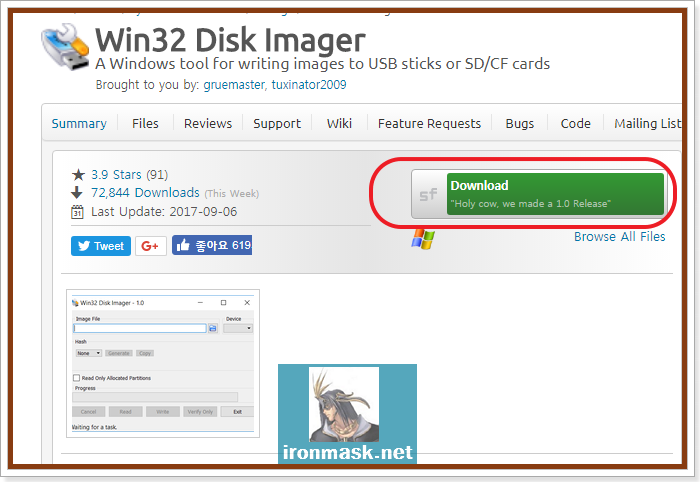 Win32 Disk Imager
A Windows tool for writing images to USB sticks or SD/CF cards
Brought to you by: gruemaster, tuxinator2009
Summary Files Reviews Support Wiki Feature Requests Bugs Code Mailing List
3.9 Stars (91)
72,844 Downloads (This Week)
31 Last Update: 2017-09-06
Tweet G+ 좋아요 619
sf Download
"Holy cow, we made a 1.0 Release"
Browse All Files
Win32 Disk Imager - 1.0
Image File Device
Hash
None Generate Copy
Read Only Allocated Partitions
Progress
Cancel Read Write Verify Only Exit
Waiting for a task.
ironmask.net